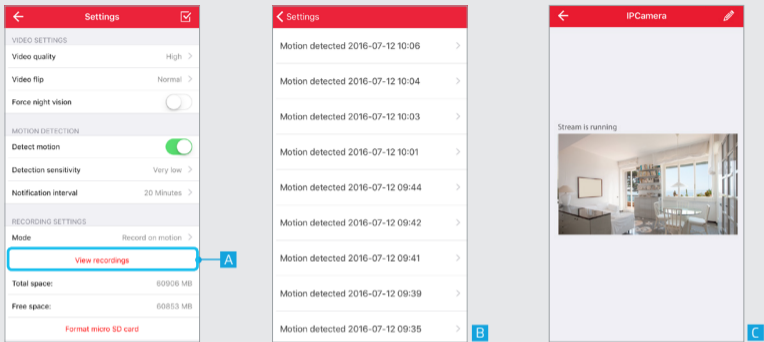 Settings
VIDEO SETTINGS
Video quality High
Video flip Normal
Force night vision
MOTION DETECTION
Detect motion
Detection sensitivity Very low
Notification interval 20 Minutes
RECORDING SETTINGS
Mode Record on motion
View recordings
A
Total space: 60906 MB
Free space: 60853 MB
Format micro SD card
Settings
Motion detected 2016-07-12 10:06
Motion detected 2016-07-12 10:04
Motion detected 2016-07-12 10:03
Motion detected 2016-07-12 10:01
Motion detected 2016-07-12 09:44
Motion detected 2016-07-12 09:42
Motion detected 2016-07-12 09:41
Motion detected 2016-07-12 09:39
Motion detected 2016-07-12 09:35
B
IPCamera
Stream is running
C